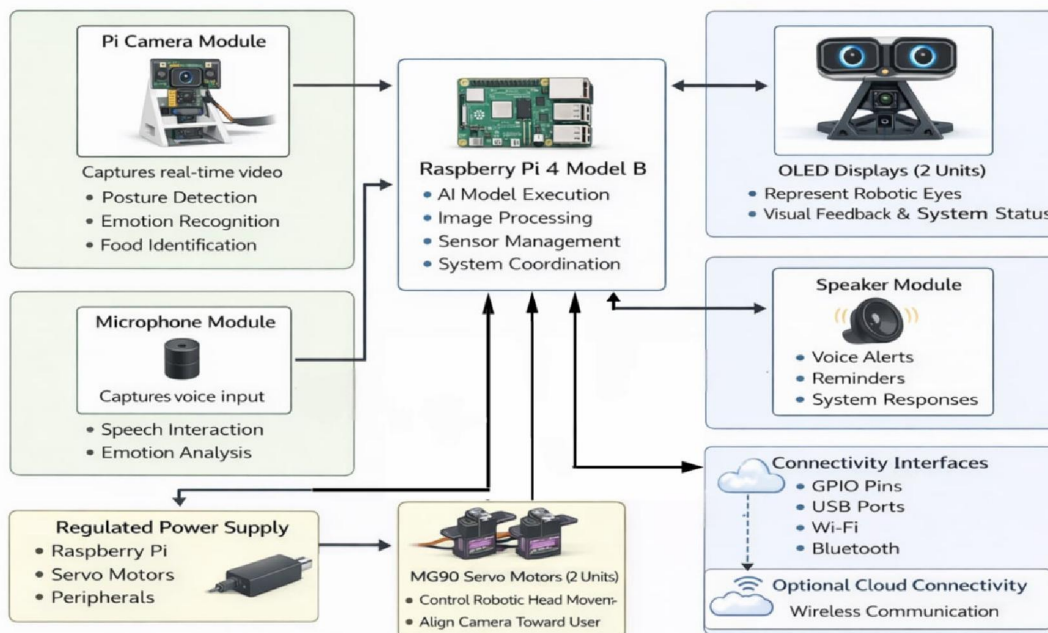 Pi Camera Module
Captures real-time video
• Posture Detection
• Emotion Recognition
• Food Identification
Microphone Module
Captures voice input
• Speech Interaction
• Emotion Analysis
Regulated Power Supply
• Raspberry Pi
• Servo Motors
• Peripherals
Raspberry Pi 4 Model B
• AI Model Execution
• Image Processing
• Sensor Management
• System Coordination
MG90 Servo Motors (2 Units)
• Control Robotic Head Movem-
• Align Camera Toward User
OLED Displays (2 Units)
• Represent Robotic Eyes
• Visual Feedback & System Status
Speaker Module
• Voice Alerts
• Reminders
• System Responses
Connectivity Interfaces
• GPIO Pins
• USB Ports
• Wi-Fi
• Bluetooth
Optional Cloud Connectivity
Wireless Communication